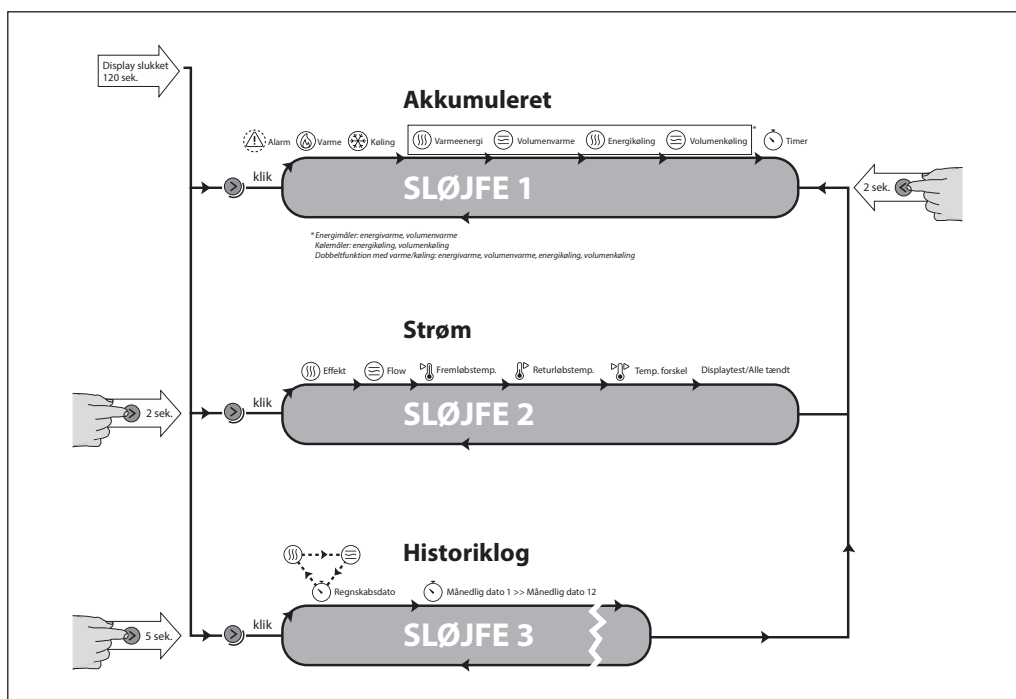 Display slukket
120 sek.
Akkumuleret
Alarm Varme Køling Varmeenergi Volumenvarme Energikøling Volumenkøling * Timer
klik
SLØJFE 1
2 sek.
* Energimåler: energivarme, volumenvarme
Kølemåler: energikøling, volumenkøling
Dobbeltfunktion med varme/køling: energivarme, volumenvarme, energikøling, volumenkøling
Strøm
Effekt Flow Fremløbstemp. Returløbstemp. Temp. forskel Displaytest/Alle tændt
2 sek.
klik
SLØJFE 2
Historiklog
Regnskabsdato Månedlig dato 1 >> Månedlig dato 12
5 sek.
klik
SLØJFE 3